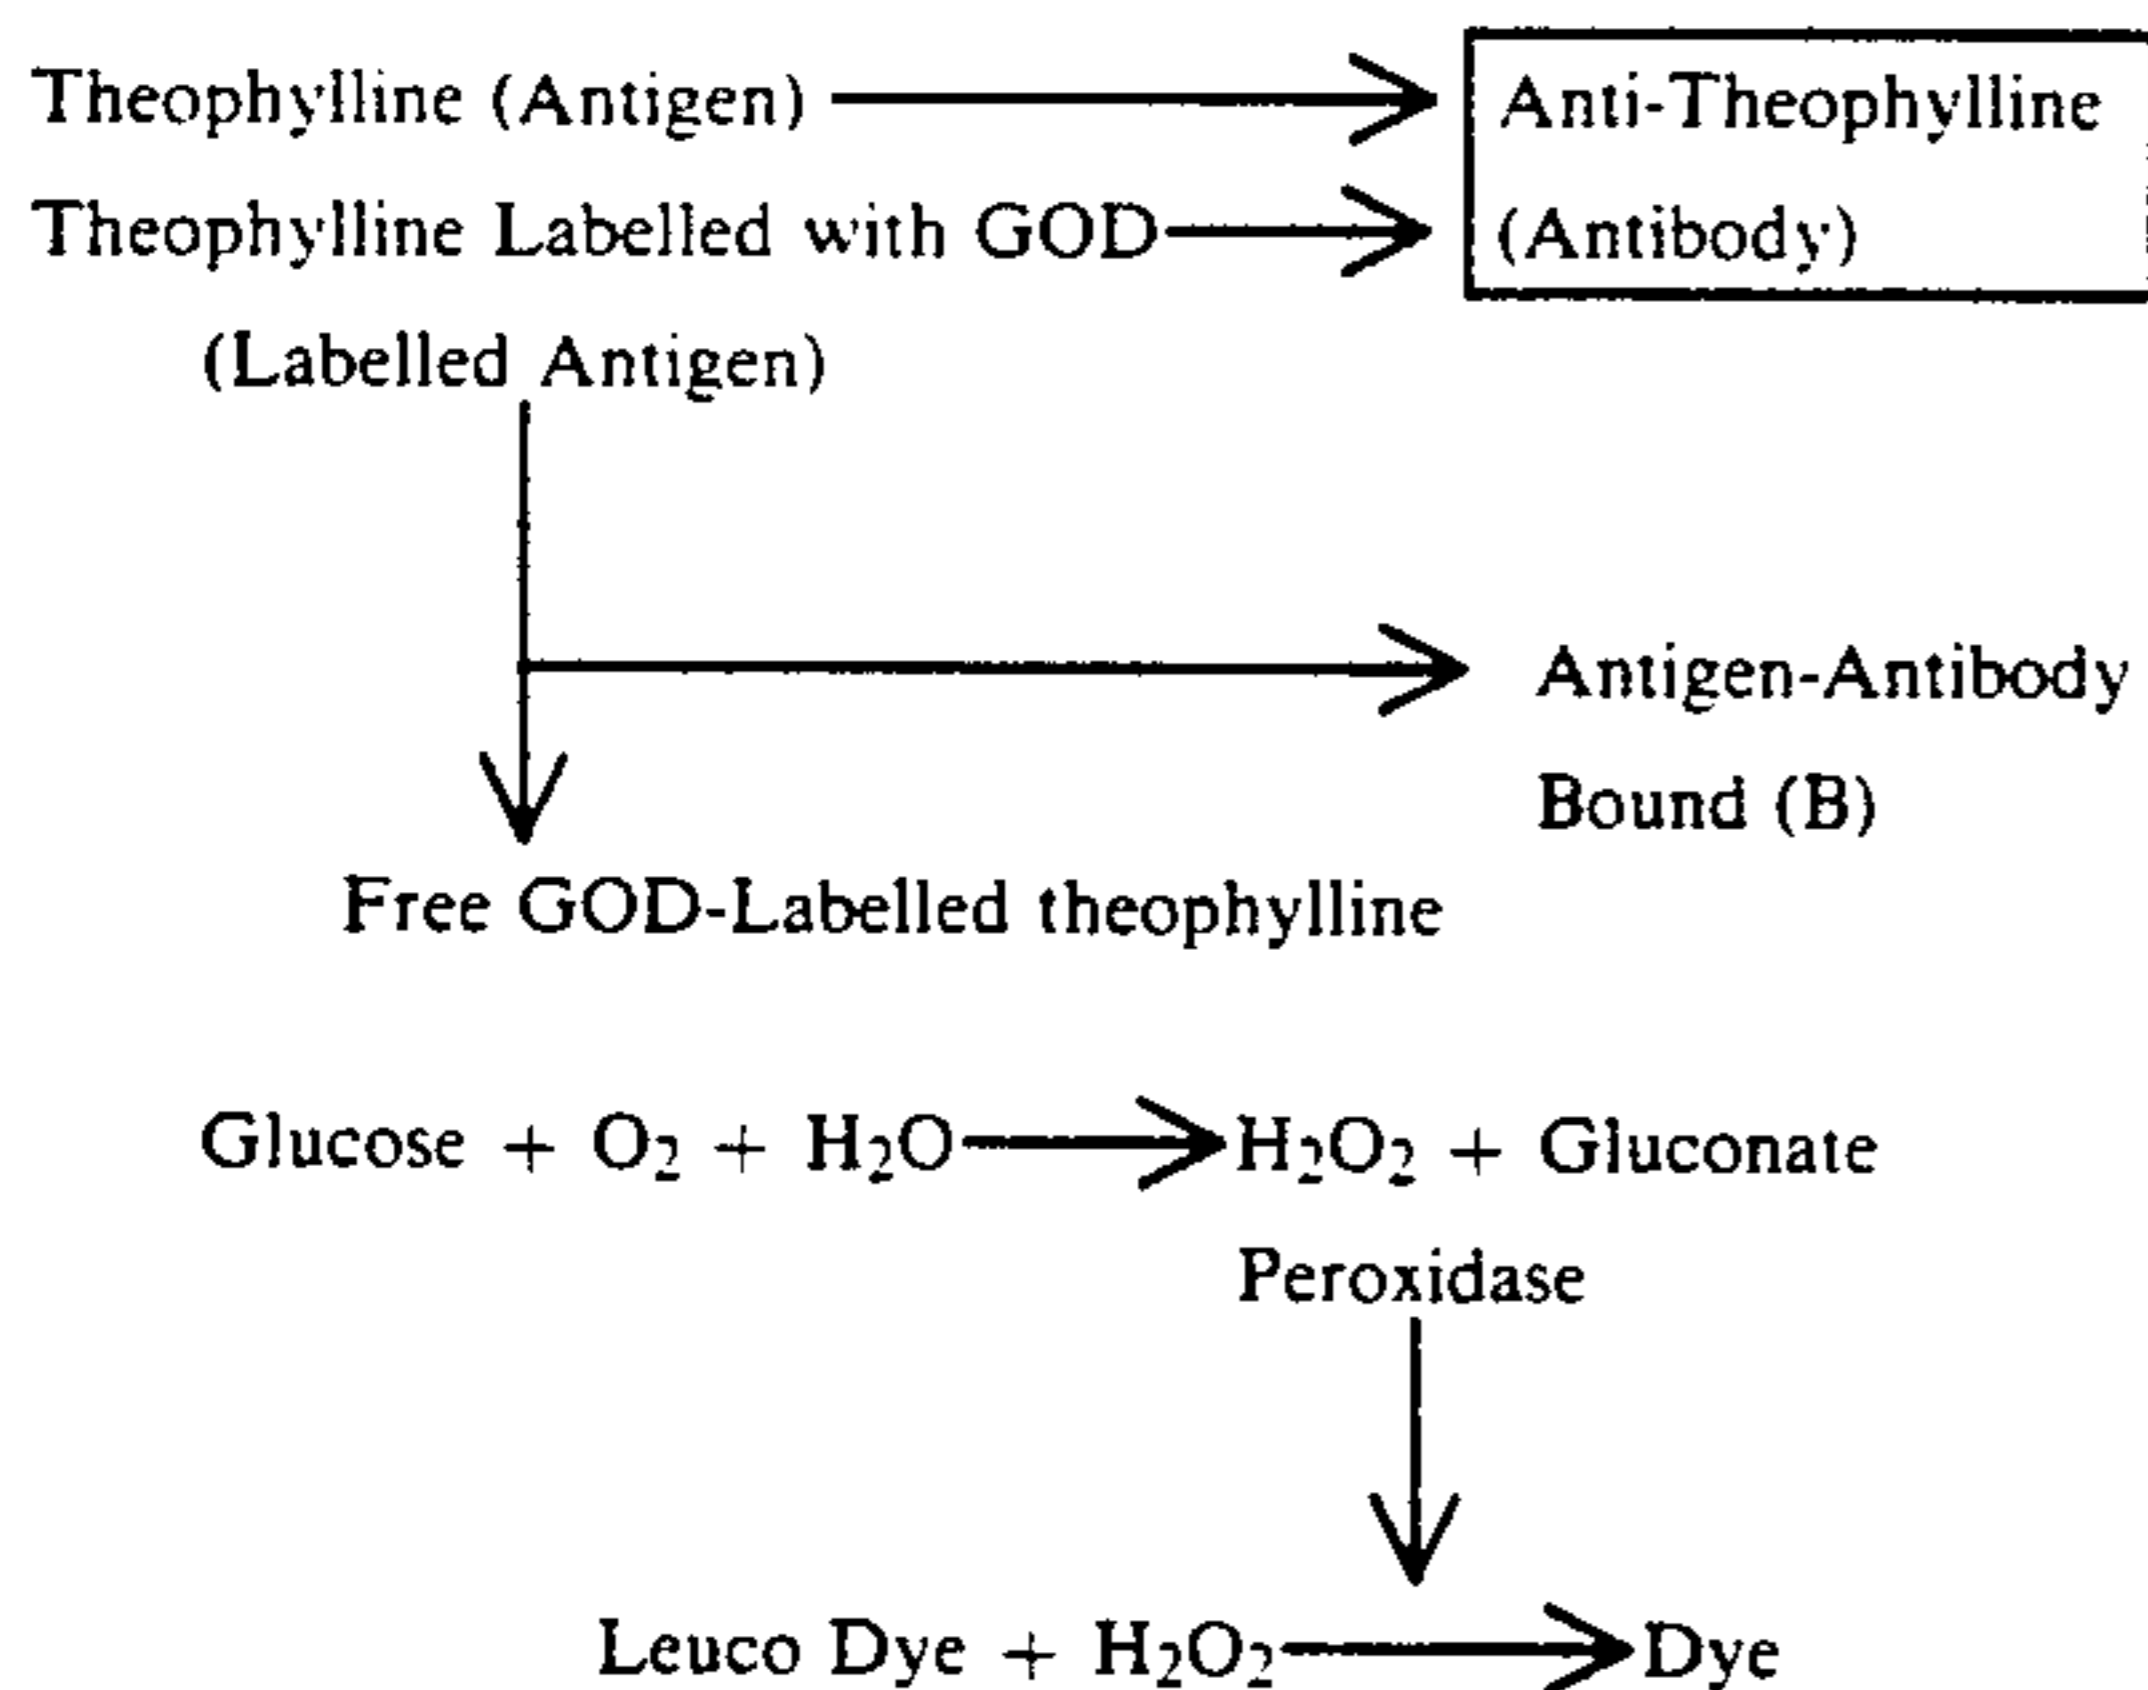 Theophylline (Antigen) Anti-Theophylline
Theophylline Labelled with GOD (Antibody)
(Labelled Antigen)
Antigen-Antibody
Bound (B)
Free GOD-Labelled theophylline
Glucose + O₂ + H₂O H₂O₂ + Gluconate
Peroxidase
Leuco Dye + H₂O₂ Dye